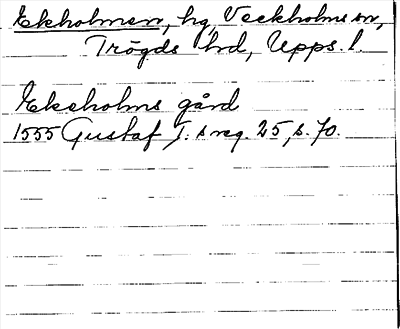 Ekholmen, hg, Veckholms sn,
Trögds hd, Upps. l.
Ekeholms gård
1555 Gustaf I:s reg. 25, s. 70.